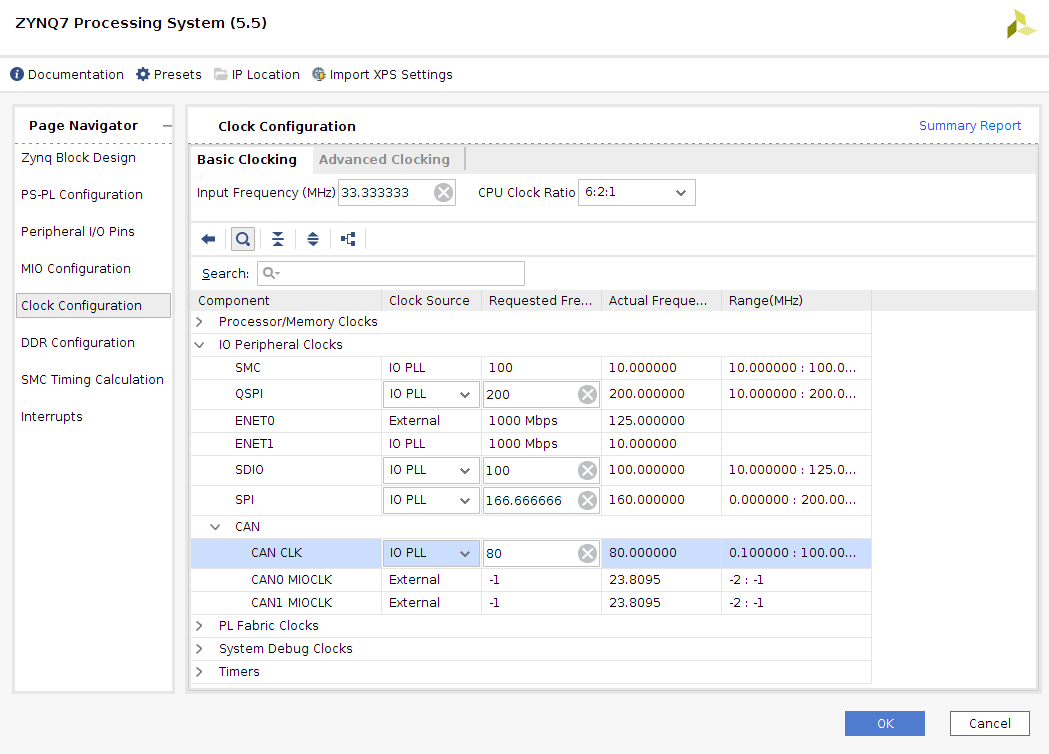 ZYNQ7 Processing System (5.5)
Documentation Presets IP Location Import XPS Settings
Page Navigator
Zynq Block Design
PS-PL Configuration
Peripheral I/O Pins
MIO Configuration
Clock Configuration
DDR Configuration
SMC Timing Calculation
Interrupts
Clock Configuration Summary Report
Basic Clocking Advanced Clocking
Input Frequency (MHz) 33.333333 CPU Clock Ratio 6:2:1
Search:
Component Clock Source Requested Fre... Actual Freque... Range(MHz)
Processor/Memory Clocks
IO Peripheral Clocks
SMC IO PLL 100 10.000000 10.000000 : 100.0...
QSPI IO PLL 200 200.000000 10.000000 : 200.0...
ENET0 External 1000 Mbps 125.000000
ENET1 IO PLL 1000 Mbps 10.000000
SDIO IO PLL 100 100.000000 10.000000 : 125.0...
SPI IO PLL 166.666666 160.000000 0.000000 : 200.00...
CAN
CAN CLK IO PLL 80 80.000000 0.100000 : 100.00...
CAN0 MIOCLK External -1 23.8095 -2 : -1
CAN1 MIOCLK External -1 23.8095 -2 : -1
PL Fabric Clocks
System Debug Clocks
Timers
OK Cancel